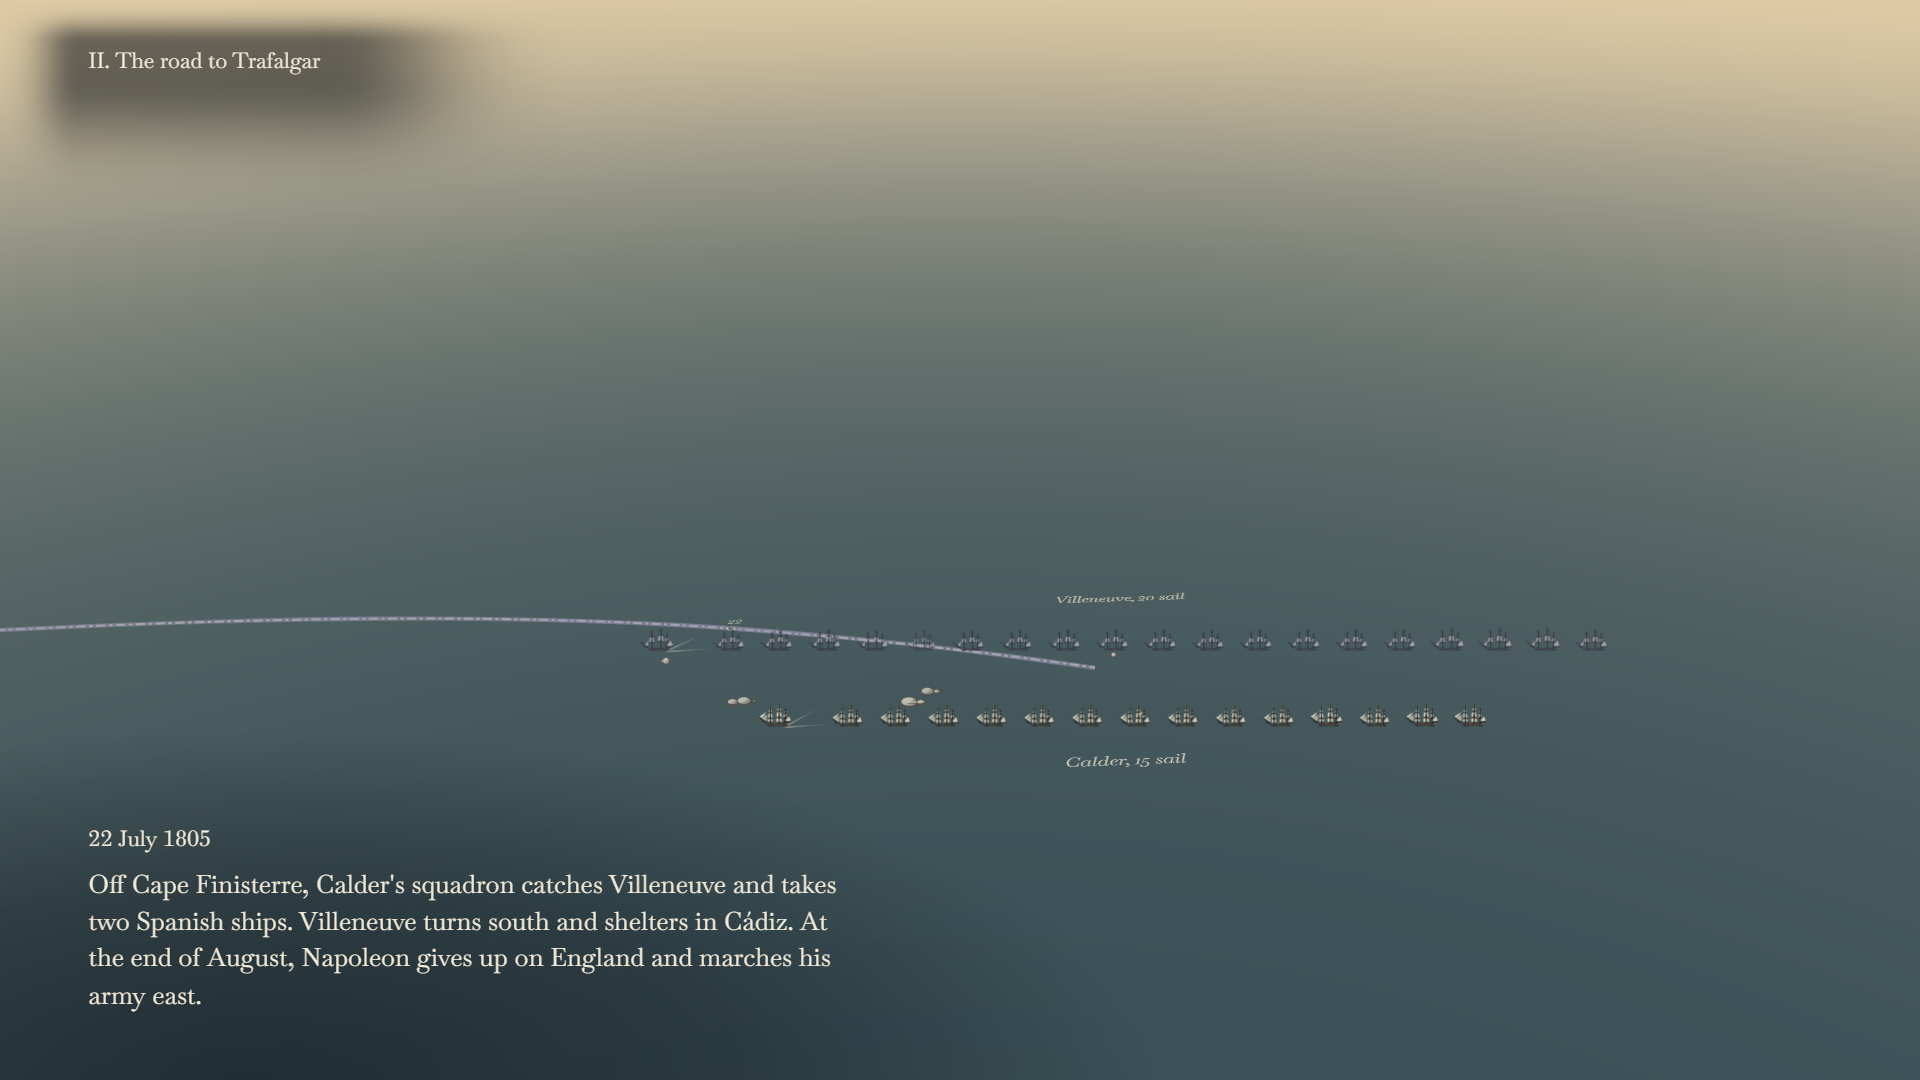 II. The road to Trafalgar
Villeneuve, 20 sail
22
Calder, 15 sail
22 July 1805
Off Cape Finisterre, Calder's squadron catches Villeneuve and takes
two Spanish ships. Villeneuve turns south and shelters in Cádiz. At
the end of August, Napoleon gives up on England and marches his
army east.